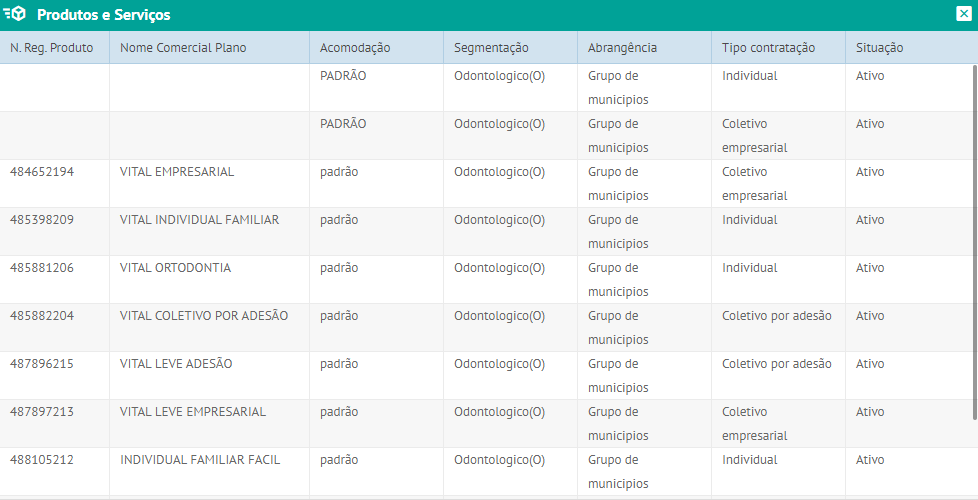 Produtos e Serviços
N. Reg. Produto Nome Comercial Plano Acomodação Segmentação Abrangência Tipo contratação Situação
PADRÃO Odontologico(O) Grupo de Individual Ativo
municipios
PADRÃO Odontologico(O) Grupo de Coletivo Ativo
municipios empresarial
484652194 VITAL EMPRESARIAL padrão Odontologico(O) Grupo de Coletivo Ativo
municipios empresarial
485398209 VITAL INDIVIDUAL FAMILIAR padrão Odontologico(O) Grupo de Individual Ativo
municipios
485881206 VITAL ORTODONTIA padrão Odontologico(O) Grupo de Individual Ativo
municipios
485882204 VITAL COLETIVO POR ADESÃO padrão Odontologico(O) Grupo de Coletivo por adesão Ativo
municipios
487896215 VITAL LEVE ADESÃO padrão Odontologico(O) Grupo de Coletivo por adesão Ativo
municipios
487897213 VITAL LEVE EMPRESARIAL padrão Odontologico(O) Grupo de Coletivo Ativo
municipios empresarial
488105212 INDIVIDUAL FAMILIAR FACIL padrão Odontologico(O) Grupo de Individual Ativo
municipios